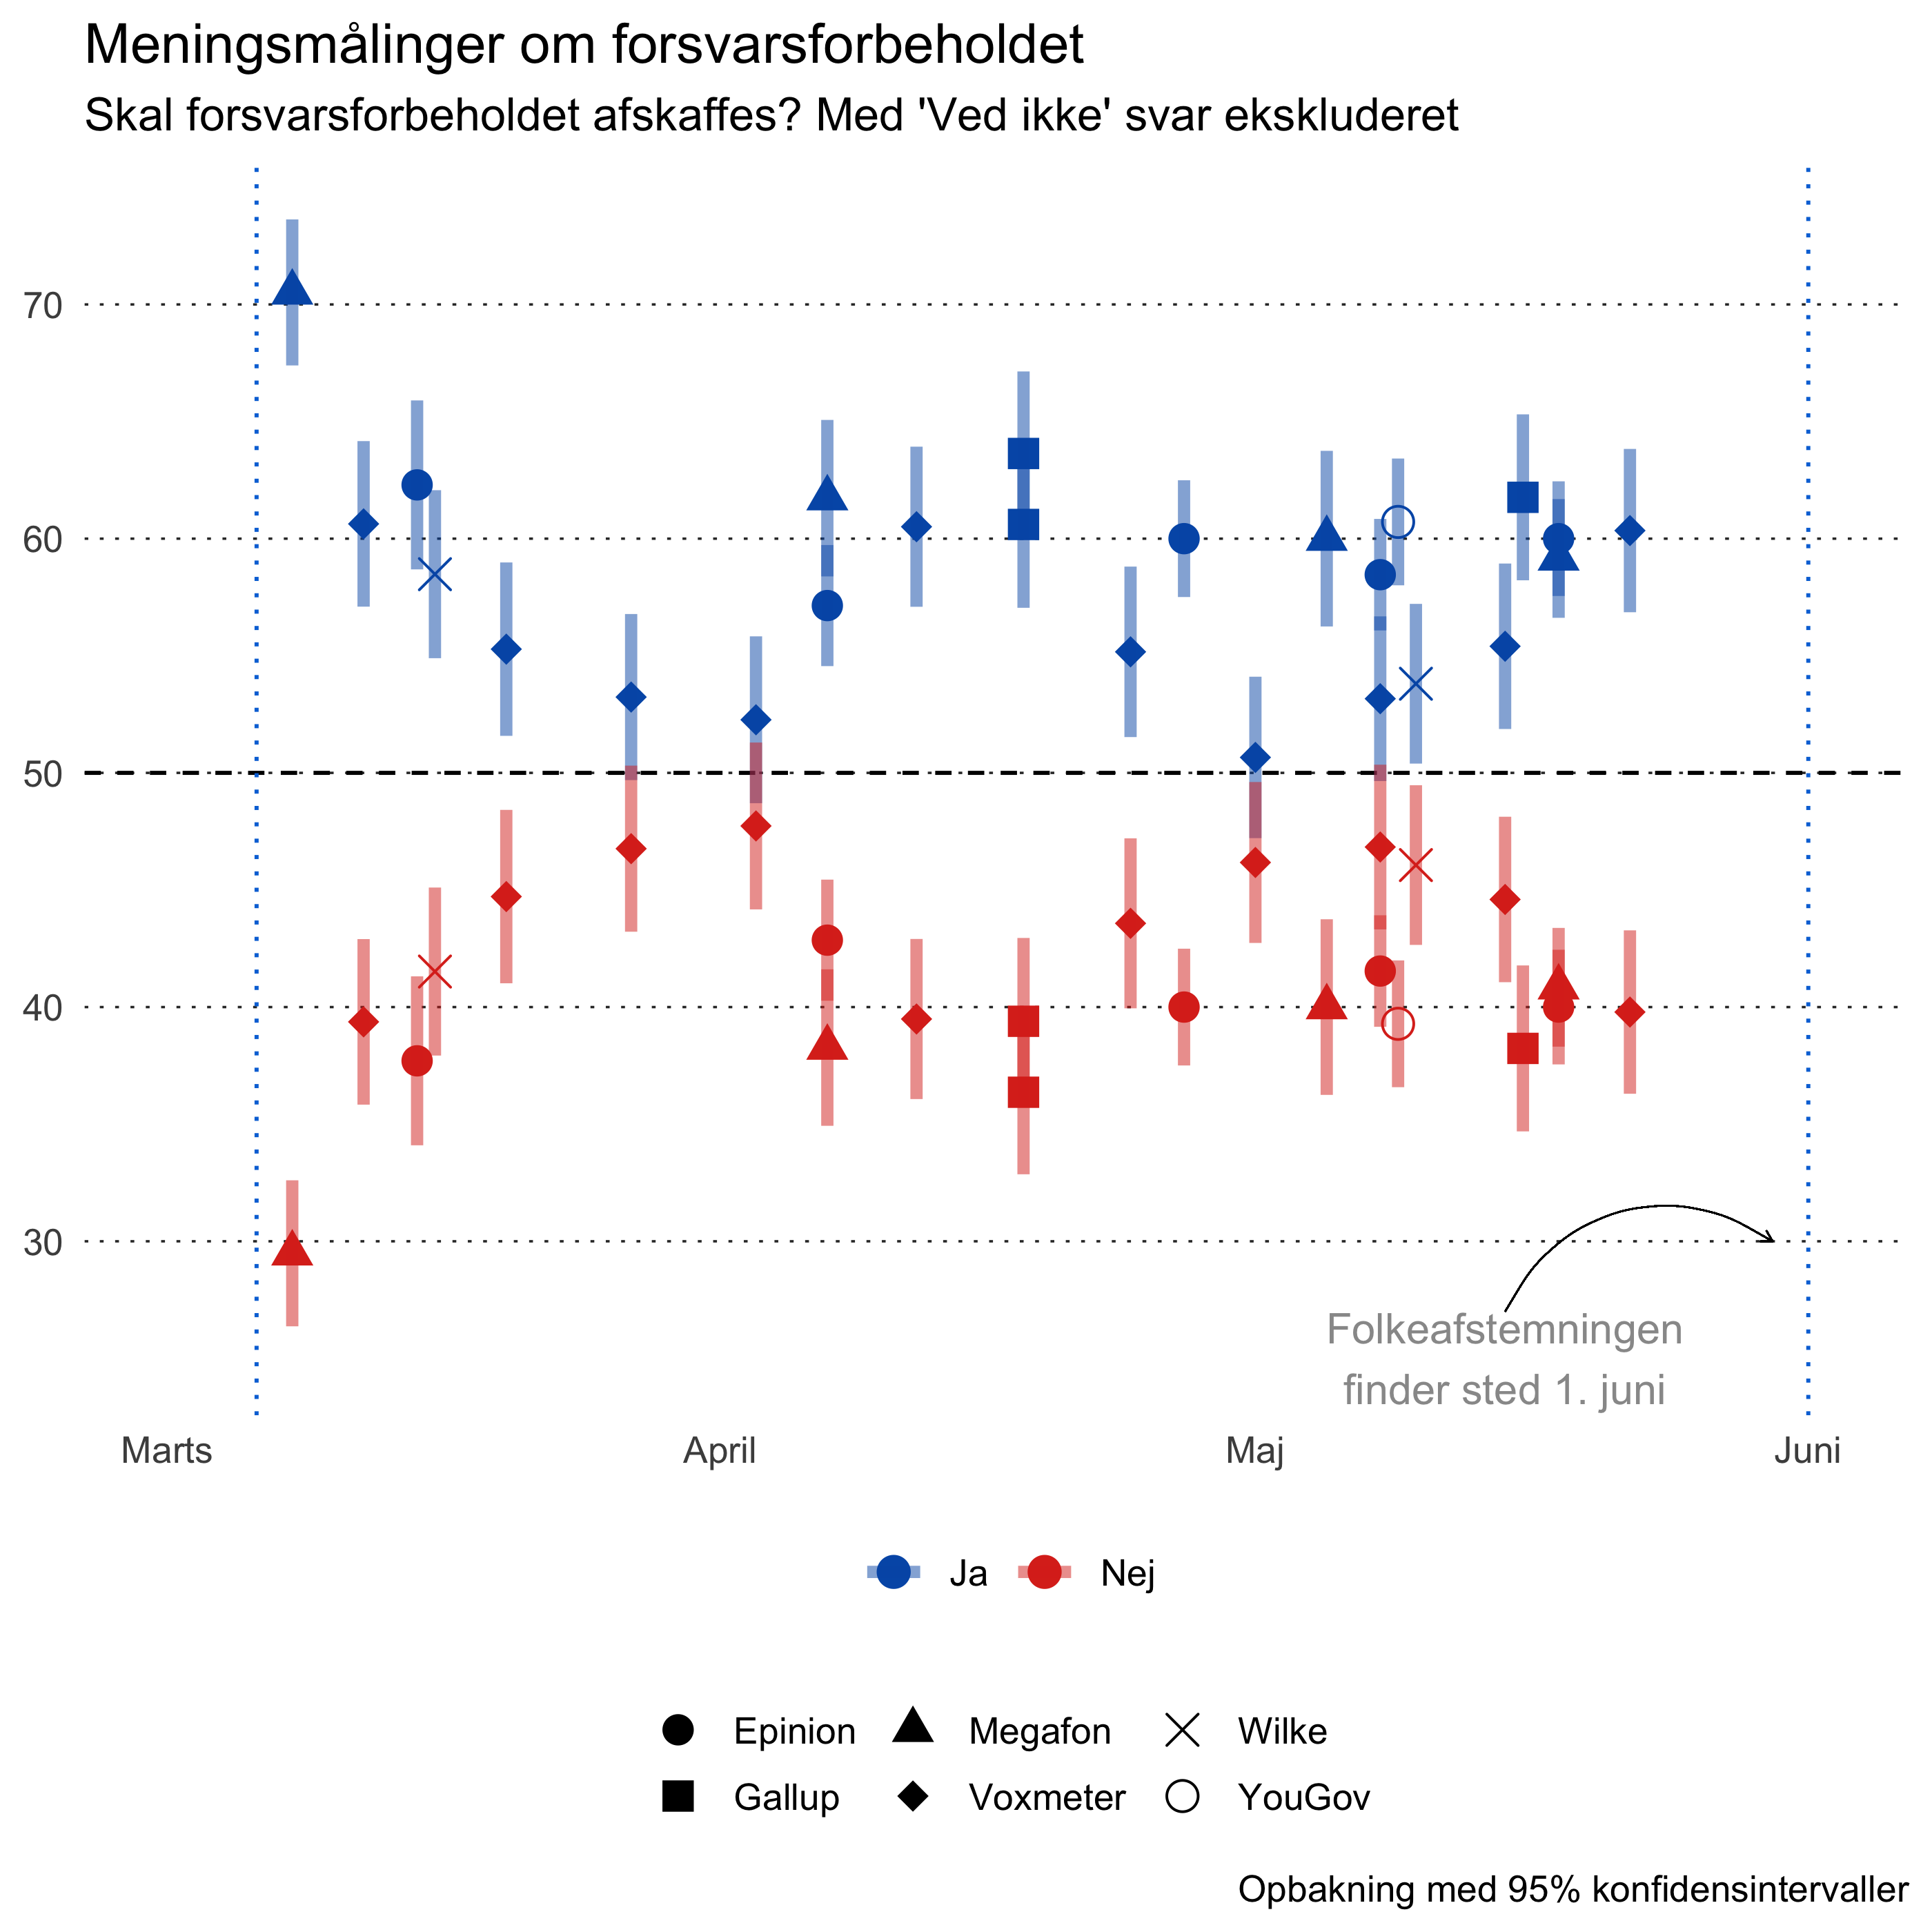 Meningsmålinger om forsvarsforbeholdet
Skal forsvarsforbeholdet afskaffes? Med 'Ved ikke' svar ekskluderet
70
60
50
40
30
Folkeafstemningen
finder sted 1. juni
Marts April Maj Juni
Ja Nej
Epinion Megafon Wilke
Gallup Voxmeter YouGov
Opbakning med 95% konfidensintervaller